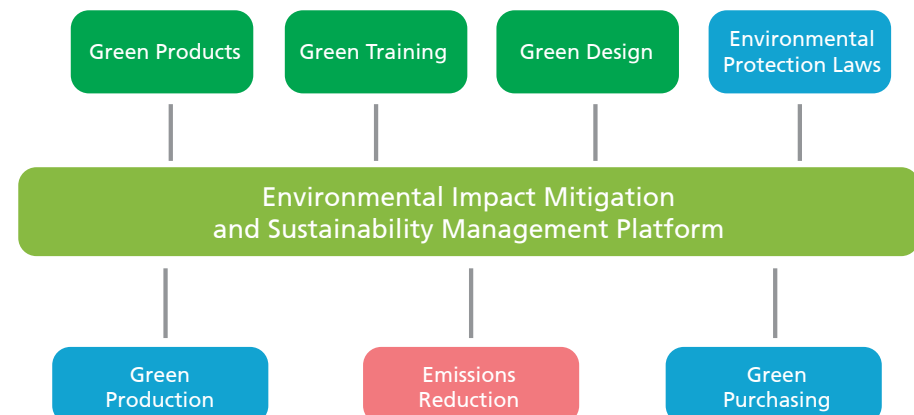 Green Products
Green Training
Green Design
Environmental
Protection Laws
Environmental Impact Mitigation
and Sustainability Management Platform
Green
Production
Emissions
Reduction
Green
Purchasing